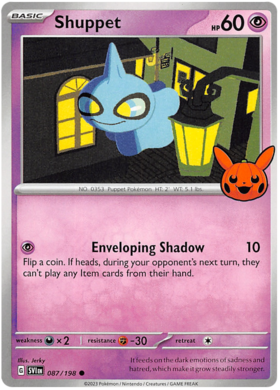 BASIC
Shuppet
HP 60
NO. 0353 Puppet Pokémon HT: 2' WT: 5.1 lbs
Enveloping Shadow 10
Flip a coin. If heads, during your opponent's next turn, they
can't play any Item cards from their hand.
weakness ×2 resistance -30 retreat
Illus. Jerky
G SVI EN 087/198
It feeds on the dark emotions of sadness and
hatred, which make it grow steadily stronger.
©2023 Pokémon / Nintendo / Creatures / GAME FREAK